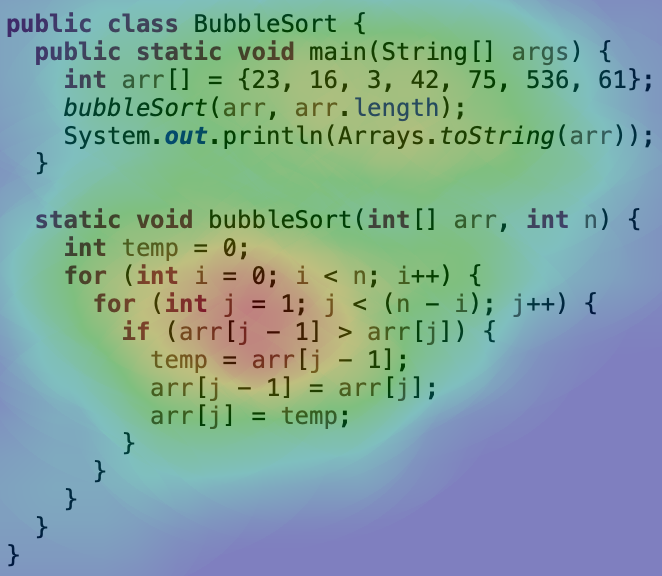 public class BubbleSort {
  public static void main(String[] args) {
    int arr[] = {23, 16, 3, 42, 75, 536, 61};
    bubbleSort(arr, arr.length);
    System.out.println(Arrays.toString(arr));
  }

  static void bubbleSort(int[] arr, int n) {
    int temp = 0;
    for (int i = 0; i < n; i++) {
      for (int j = 1; j < (n - i); j++) {
        if (arr[j - 1] > arr[j]) {
          temp = arr[j - 1];
          arr[j - 1] = arr[j];
          arr[j] = temp;
        }
      }
    }
  }
}